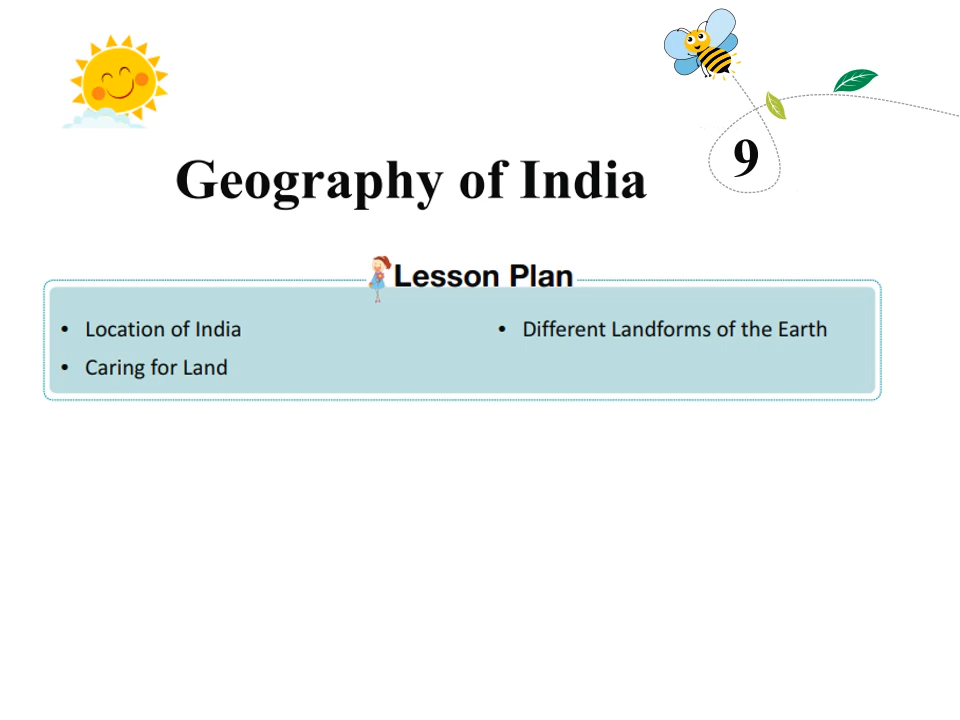 9
Geography of India
Lesson Plan
• Location of India
• Different Landforms of the Earth
• Caring for Land